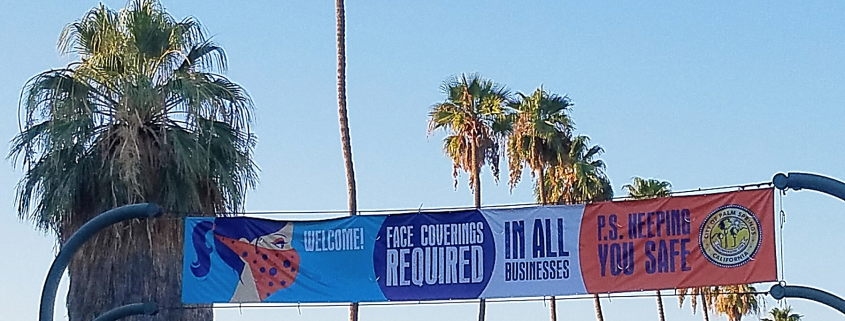 WELCOME!
FACE COVERINGS
REQUIRED
IN ALL
BUSINESSES
P.S. KEEPING
YOU SAFE
CITY OF PALM SPRINGS
CALIFORNIA